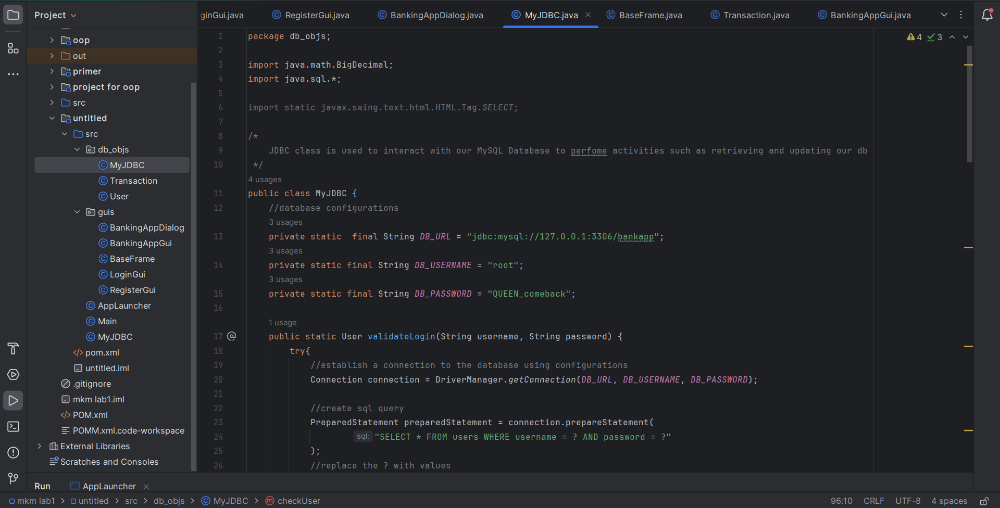 Project
ginGui.java
RegisterGui.java
BankingAppDialog.java
MyJDBC.java
BaseFrame.java
Transaction.java
BankingAppGui.java
oop
out
primer
project for oop
src
untitled
src
db_objs
MyJDBC
Transaction
User
guis
BankingAppDialog
BankingAppGui
BaseFrame
LoginGui
RegisterGui
AppLauncher
Main
MyJDBC
pom.xml
untitled.iml
.gitignore
mkm lab1.iml
POM.xml
POMM.xml.code-workspace
External Libraries
Scratches and Consoles
4 3
1 package db_objs;
2
3 import java.math.BigDecimal;
4 import java.sql.*;
5
6 import static javax.swing.text.html.HTML.Tag.SELECT;
7
8 /*
9 JDBC class is used to interact with our MySQL Database to perfome activities such as retrieving and updating our db
10 */
4 usages
11 public class MyJDBC {
12 //database configurations
3 usages
13 private static  final String DB_URL = "jdbc:mysql://127.0.0.1:3306/bankapp";
3 usages
14 private static final String DB_USERNAME = "root";
3 usages
15 private static final String DB_PASSWORD = "QUEEN_comeback";
16
1 usage
17 @ public static User validateLogin(String username, String password) {
18 try{
19 //establish a connection to the database using configurations
20 Connection connection = DriverManager.getConnection(DB_URL, DB_USERNAME, DB_PASSWORD);
21
22 //create sql query
23 PreparedStatement preparedStatement = connection.prepareStatement(
24 sql: "SELECT * FROM users WHERE username = ? AND password = ?"
25 );
26 //replace the ? with values
Run AppLauncher
mkm lab1 > untitled > src > db_objs > MyJDBC > checkUser
96:10 CRLF UTF-8 4 spaces